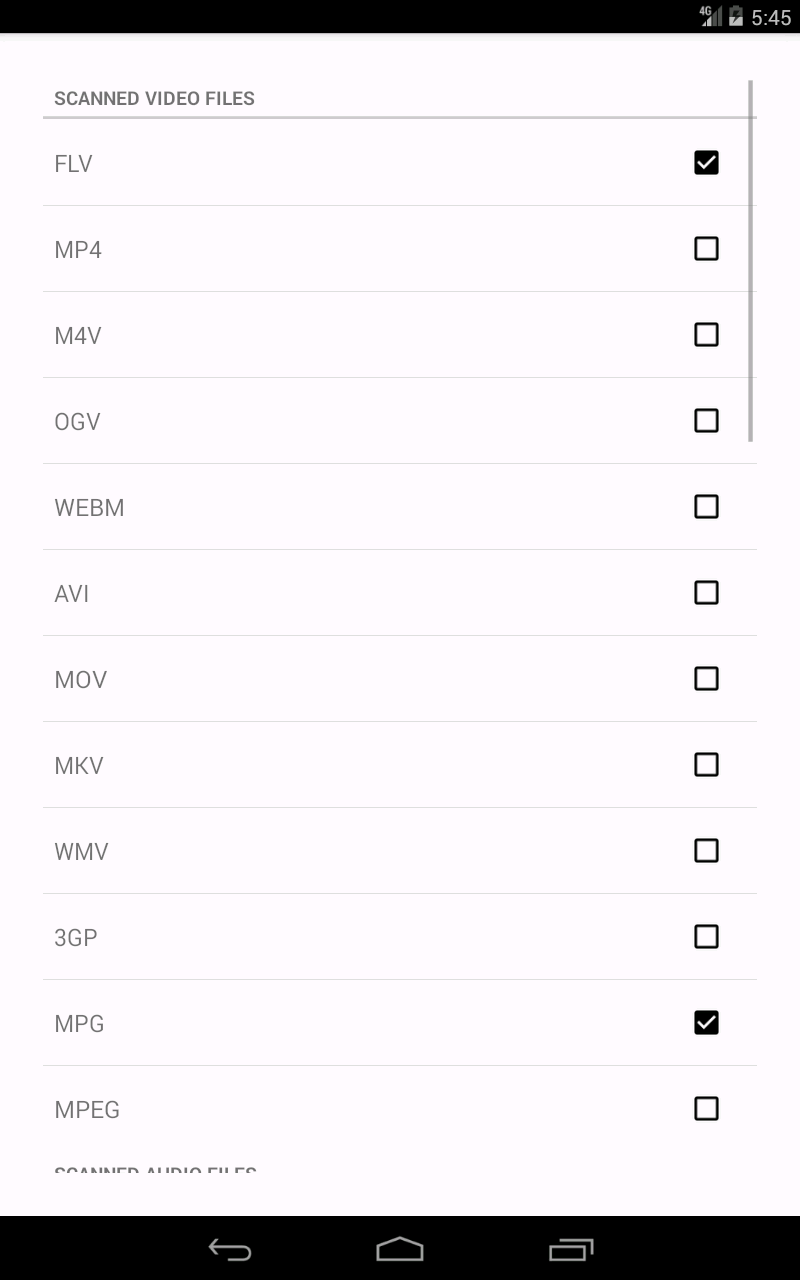 4G 5:45
SCANNED VIDEO FILES
FLV
MP4
M4V
OGV
WEBM
AVI
MOV
MKV
WMV
3GP
MPG
MPEG
SCANNED AUDIO FILES